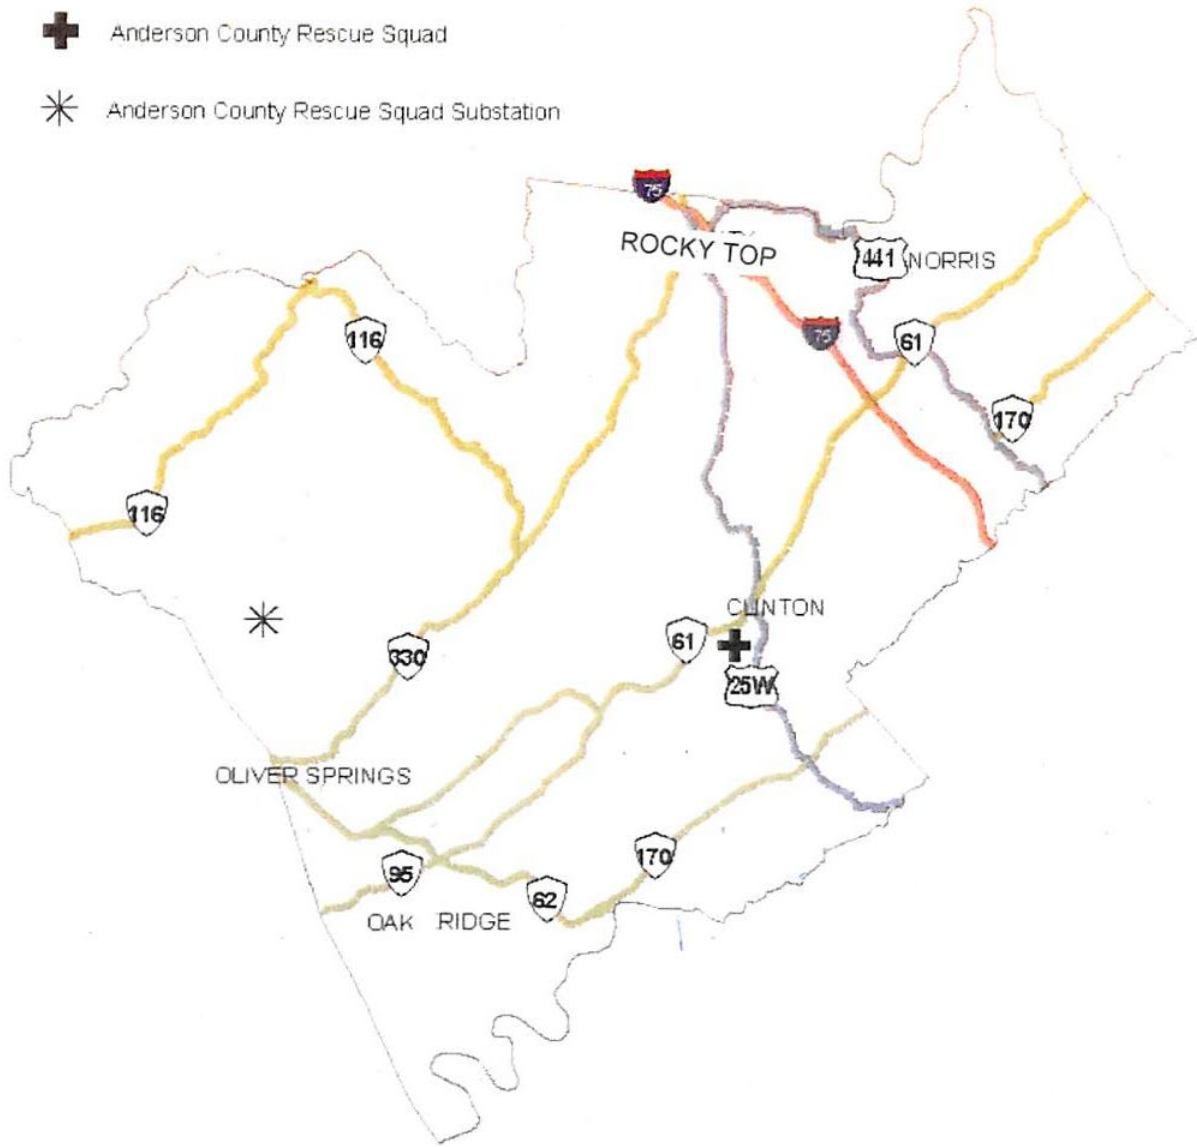 Anderson County Rescue Squad
Anderson County Rescue Squad Substation
75
ROCKY TOP
441
NORRIS
116
75
61
170
116
CLINTON
61
330
25W
OLIVER SPRINGS
170
95
62
OAK RIDGE